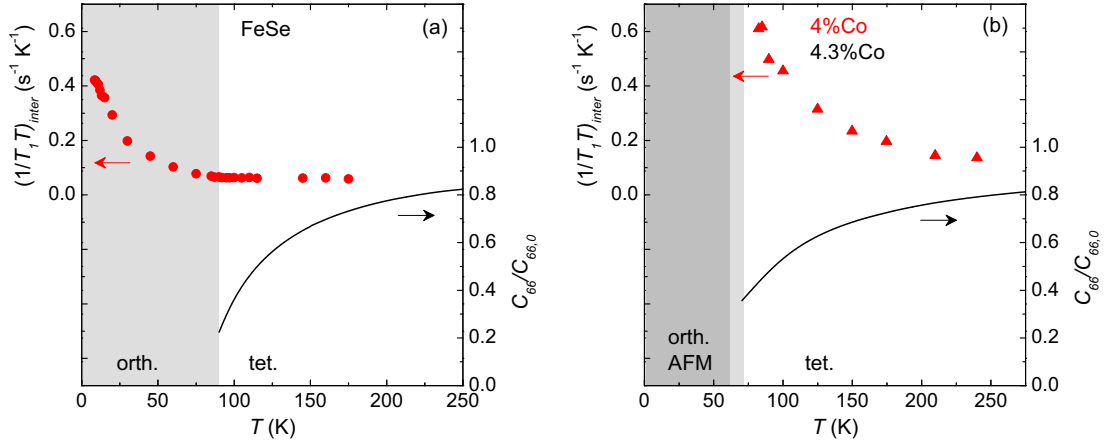 (1/T₁T)inter (s⁻¹ K⁻¹)
0.6
0.4
0.2
0.0
FeSe
(a)
orth.
tet.
0 50 100 150 200 250
T (K)
1.0
0.8
0.6
0.4
0.2
0.0
C₆₆/C₆₆,₀
(1/T₁T)inter (s⁻¹ K⁻¹)
0.6
0.4
0.2
0.0
4%Co
4.3%Co
(b)
orth.
AFM
tet.
0 50 100 150 200 250
T (K)
1.0
0.8
0.6
0.4
0.2
0.0
C₆₆/C₆₆,₀